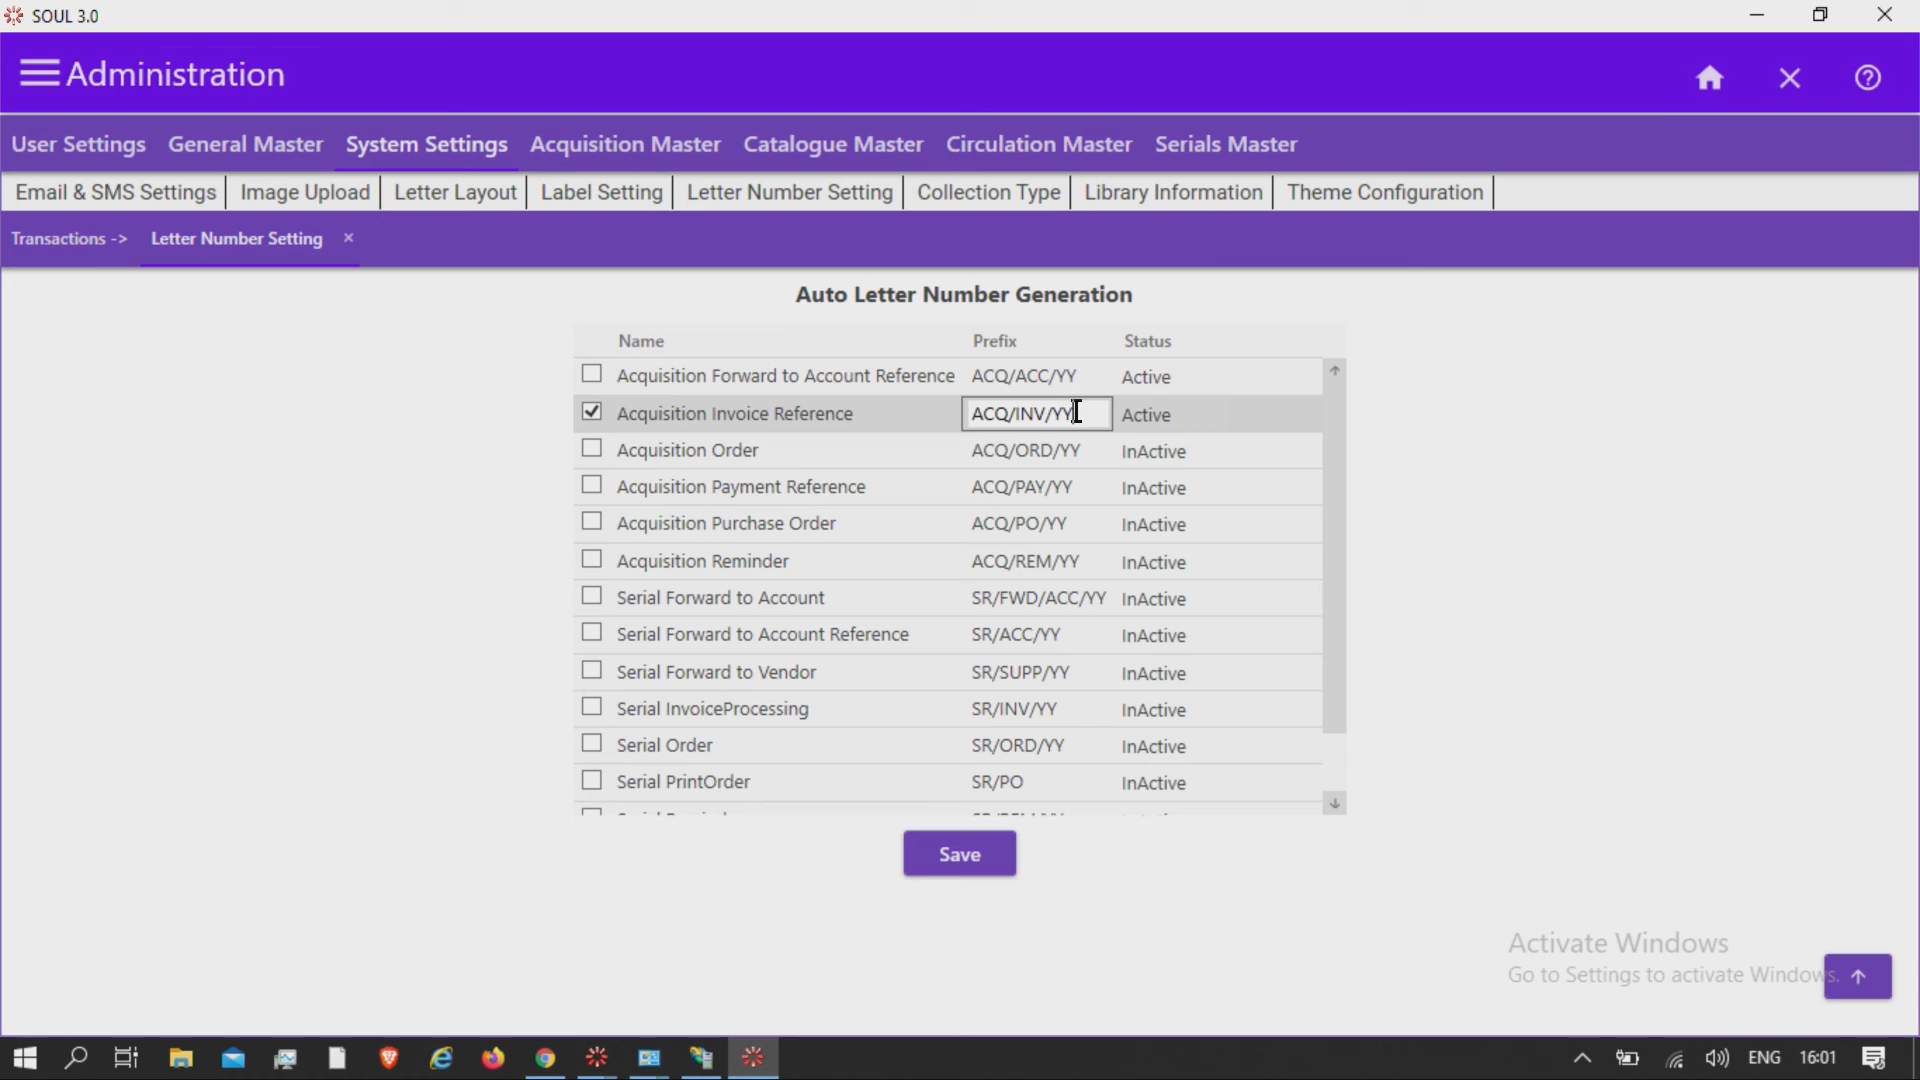 SOUL 3.0
Administration
User Settings General Master System Settings Acquisition Master Catalogue Master Circulation Master Serials Master
Email & SMS Settings Image Upload Letter Layout Label Setting Letter Number Setting Collection Type Library Information Theme Configuration
Transactions -> Letter Number Setting ×
Auto Letter Number Generation
Name Prefix Status
Acquisition Forward to Account Reference ACQ/ACC/YY Active
Acquisition Invoice Reference ACQ/INV/YY Active
Acquisition Order ACQ/ORD/YY InActive
Acquisition Payment Reference ACQ/PAY/YY InActive
Acquisition Purchase Order ACQ/PO/YY InActive
Acquisition Reminder ACQ/REM/YY InActive
Serial Forward to Account SR/FWD/ACC/YY InActive
Serial Forward to Account Reference SR/ACC/YY InActive
Serial Forward to Vendor SR/SUPP/YY InActive
Serial InvoiceProcessing SR/INV/YY InActive
Serial Order SR/ORD/YY InActive
Serial PrintOrder SR/PO InActive
Save
Activate Windows
Go to Settings to activate Windows.
ENG 16:01